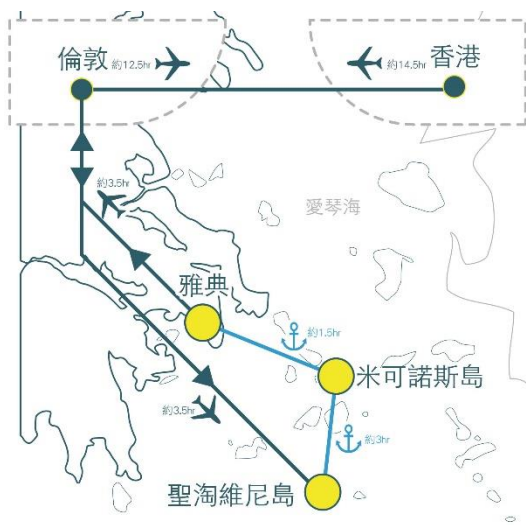 倫敦
約12.5hr
約14.5hr
香港
約3.5hr
愛琴海
雅典
約1.5hr
米可諾斯島
約3.5hr
約3hr
聖淘維尼島